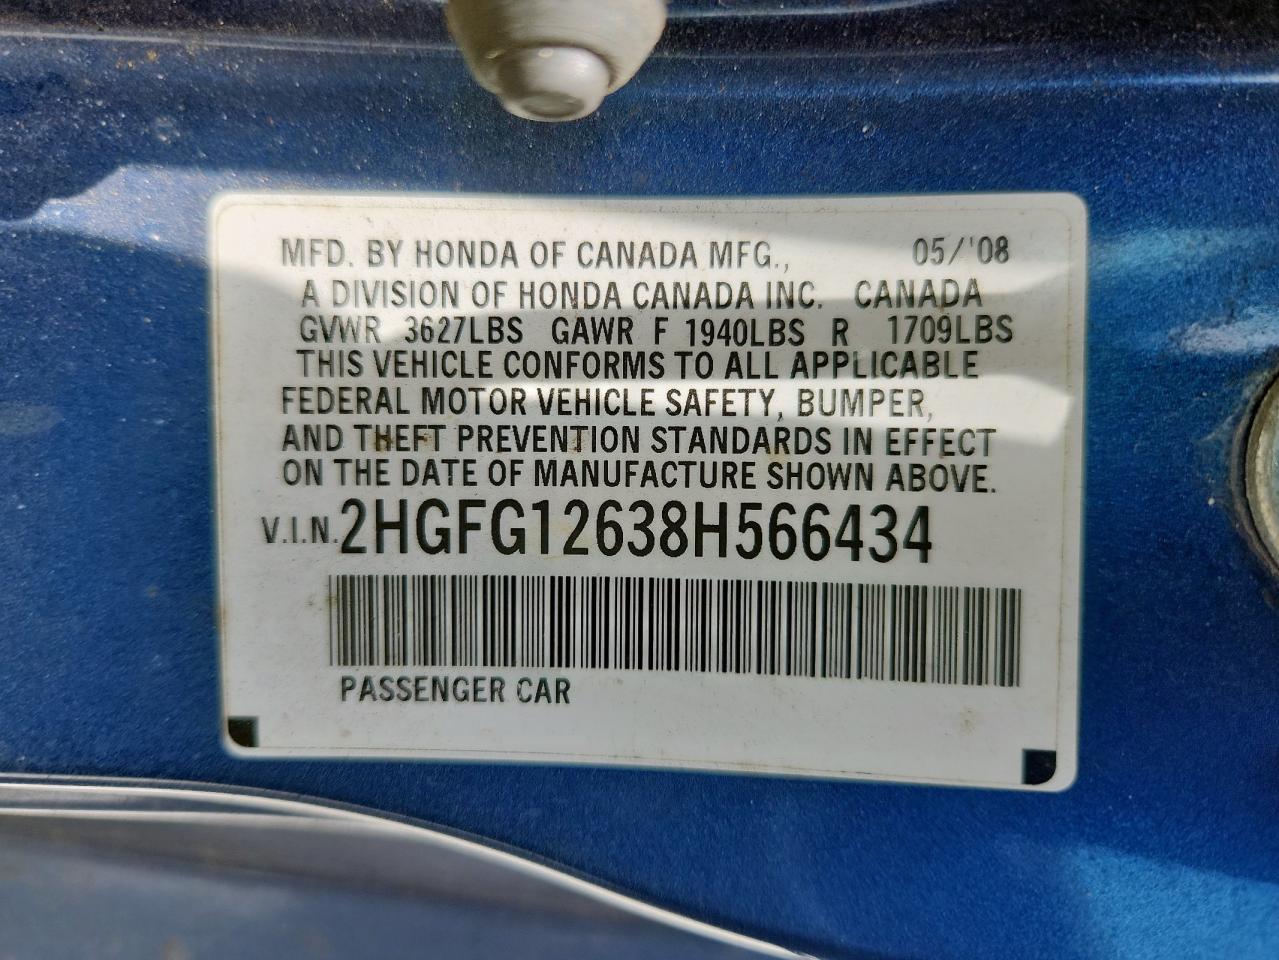 MFD. BY HONDA OF CANADA MFG., 05/'08
A DIVISION OF HONDA CANADA INC. CANADA
GVWR 3627LBS GAWR F 1940LBS R 1709LBS
THIS VEHICLE CONFORMS TO ALL APPLICABLE
FEDERAL MOTOR VEHICLE SAFETY, BUMPER,
AND THEFT PREVENTION STANDARDS IN EFFECT
ON THE DATE OF MANUFACTURE SHOWN ABOVE.
V.I.N. 2HGFG12638H566434
PASSENGER CAR